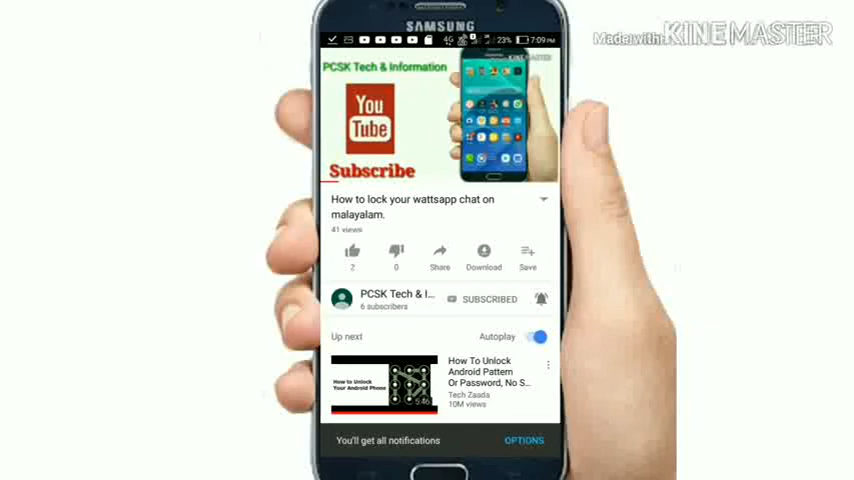 Made with KINEMASTER
SAMSUNG
4G 23% 7:09 PM
PCSK Tech & Information
You
Tube
Subscribe
How to lock your wattsapp chat on
malayalam.
41 views
2 0 Share Download Save
PCSK Tech & I... SUBSCRIBED
6 subscribers
Up next Autoplay
How To Unlock
Android Pattern
Or Password, No S...
Tech Zaada
10M views
How to Unlock
Your Android Phone
5:46
You'll get all notifications OPTIONS